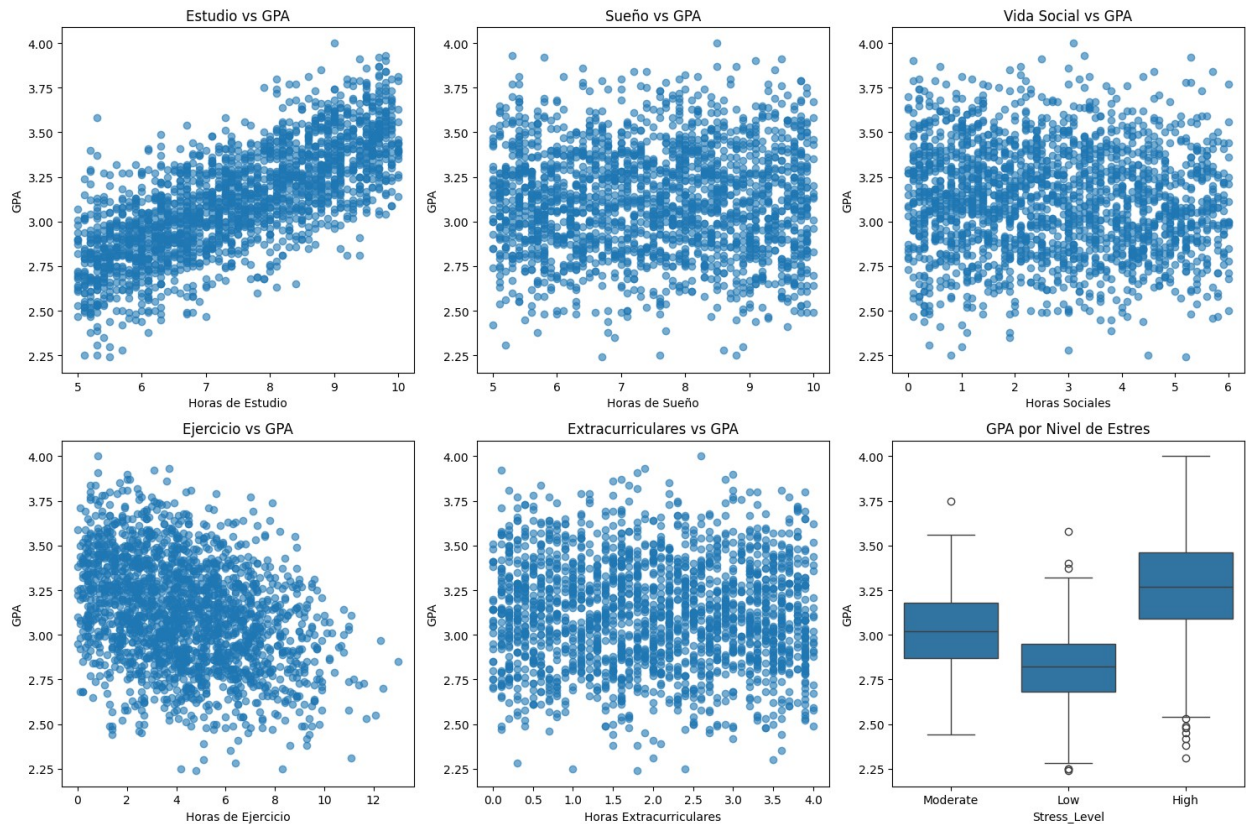 Estudio vs GPA
4.00
3.75
3.50
3.25
3.00
2.75
2.50
2.25
GPA
5 6 7 8 9 10
Horas de Estudio
Sueño vs GPA
4.00
3.75
3.50
3.25
3.00
2.75
2.50
2.25
GPA
5 6 7 8 9 10
Horas de Sueño
Vida Social vs GPA
4.00
3.75
3.50
3.25
3.00
2.75
2.50
2.25
GPA
0 1 2 3 4 5 6
Horas Sociales
Ejercicio vs GPA
4.00
3.75
3.50
3.25
3.00
2.75
2.50
2.25
GPA
0 2 4 6 8 10 12
Horas de Ejercicio
Extracurriculares vs GPA
4.00
3.75
3.50
3.25
3.00
2.75
2.50
2.25
GPA
0.0 0.5 1.0 1.5 2.0 2.5 3.0 3.5 4.0
Horas Extracurriculares
GPA por Nivel de Estres
4.00
3.75
3.50
3.25
3.00
2.75
2.50
2.25
GPA
Moderate Low High
Stress_Level